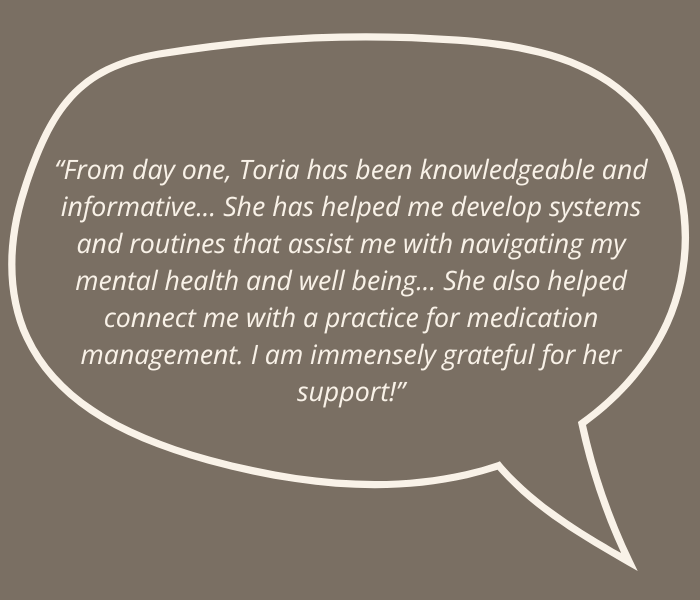 “From day one, Toria has been knowledgeable and
informative... She has helped me develop systems
and routines that assist me with navigating my
mental health and well being... She also helped
connect me with a practice for medication
management. I am immensely grateful for her
support!”